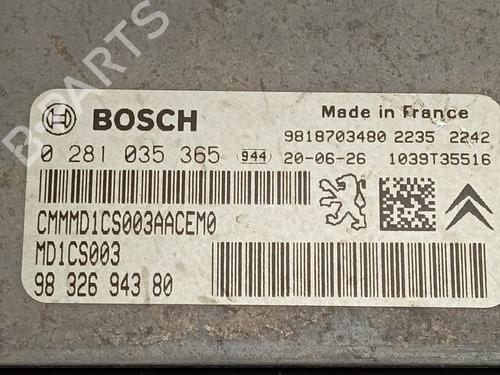 B-PARTS
BOSCH
Made in France
9818703480 2235 2242
0 281 035 365 944 20-06-26 1039T35516
CMMMD1CS003AACEM0
MD1CS003
98 326 943 80